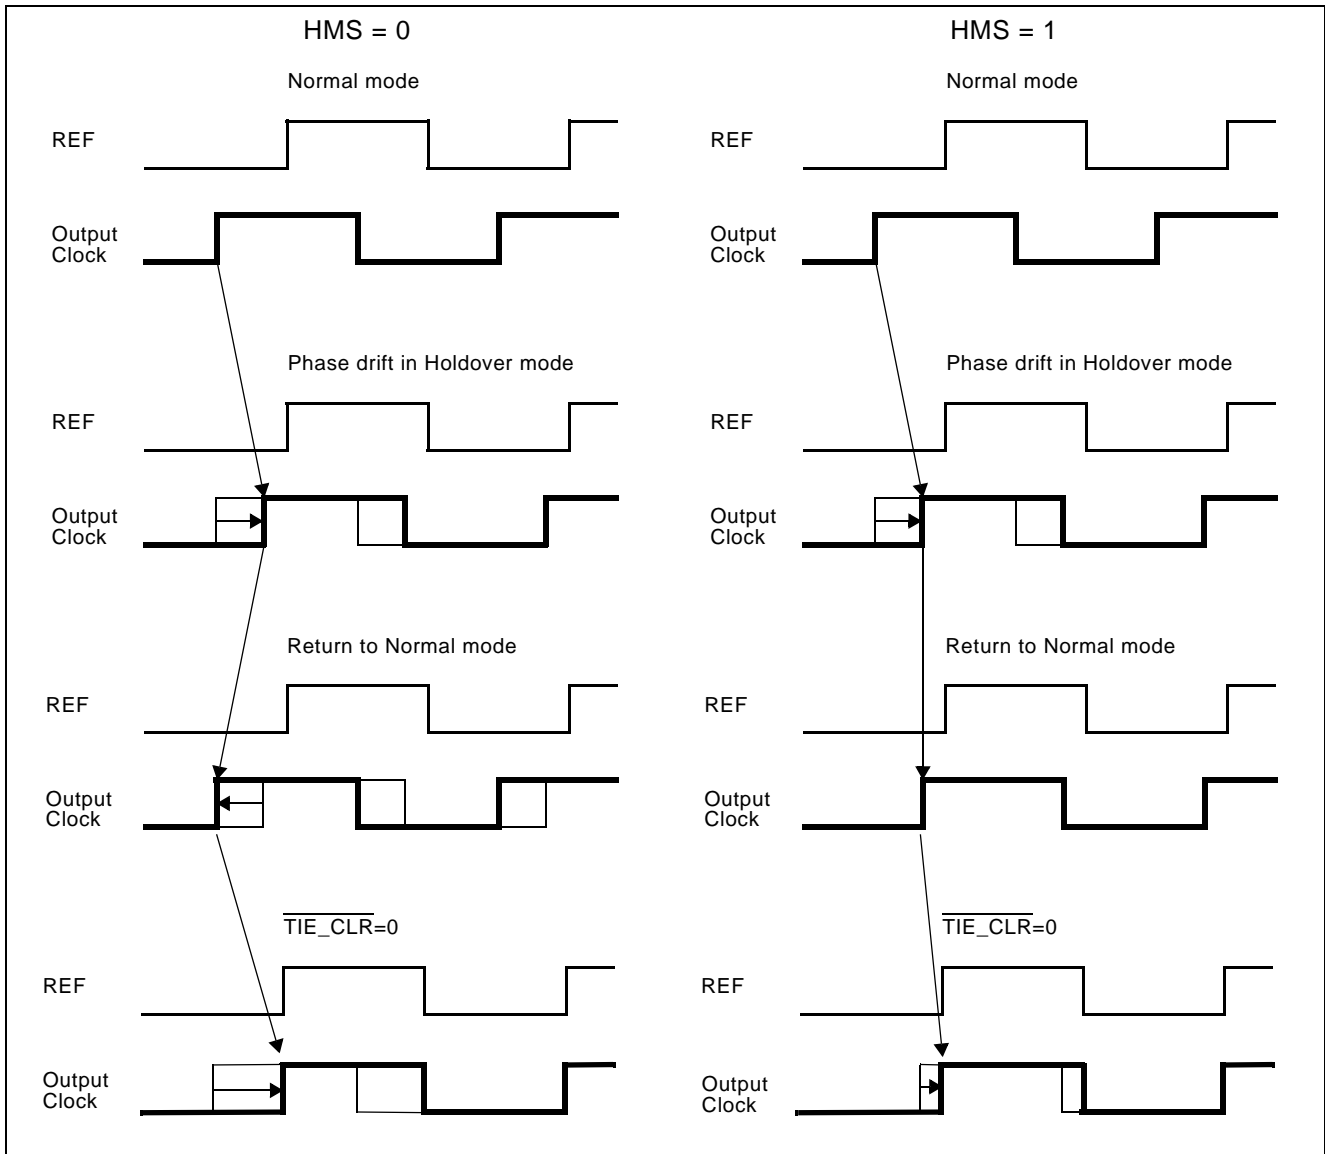 HMS = 0
Normal mode
REF
Output
Clock
Phase drift in Holdover mode
REF
Output
Clock
Return to Normal mode
REF
Output
Clock
TIE_CLR=0
REF
Output
Clock
HMS = 1
Normal mode
REF
Output
Clock
Phase drift in Holdover mode
REF
Output
Clock
Return to Normal mode
REF
Output
Clock
TIE_CLR=0
REF
Output
Clock